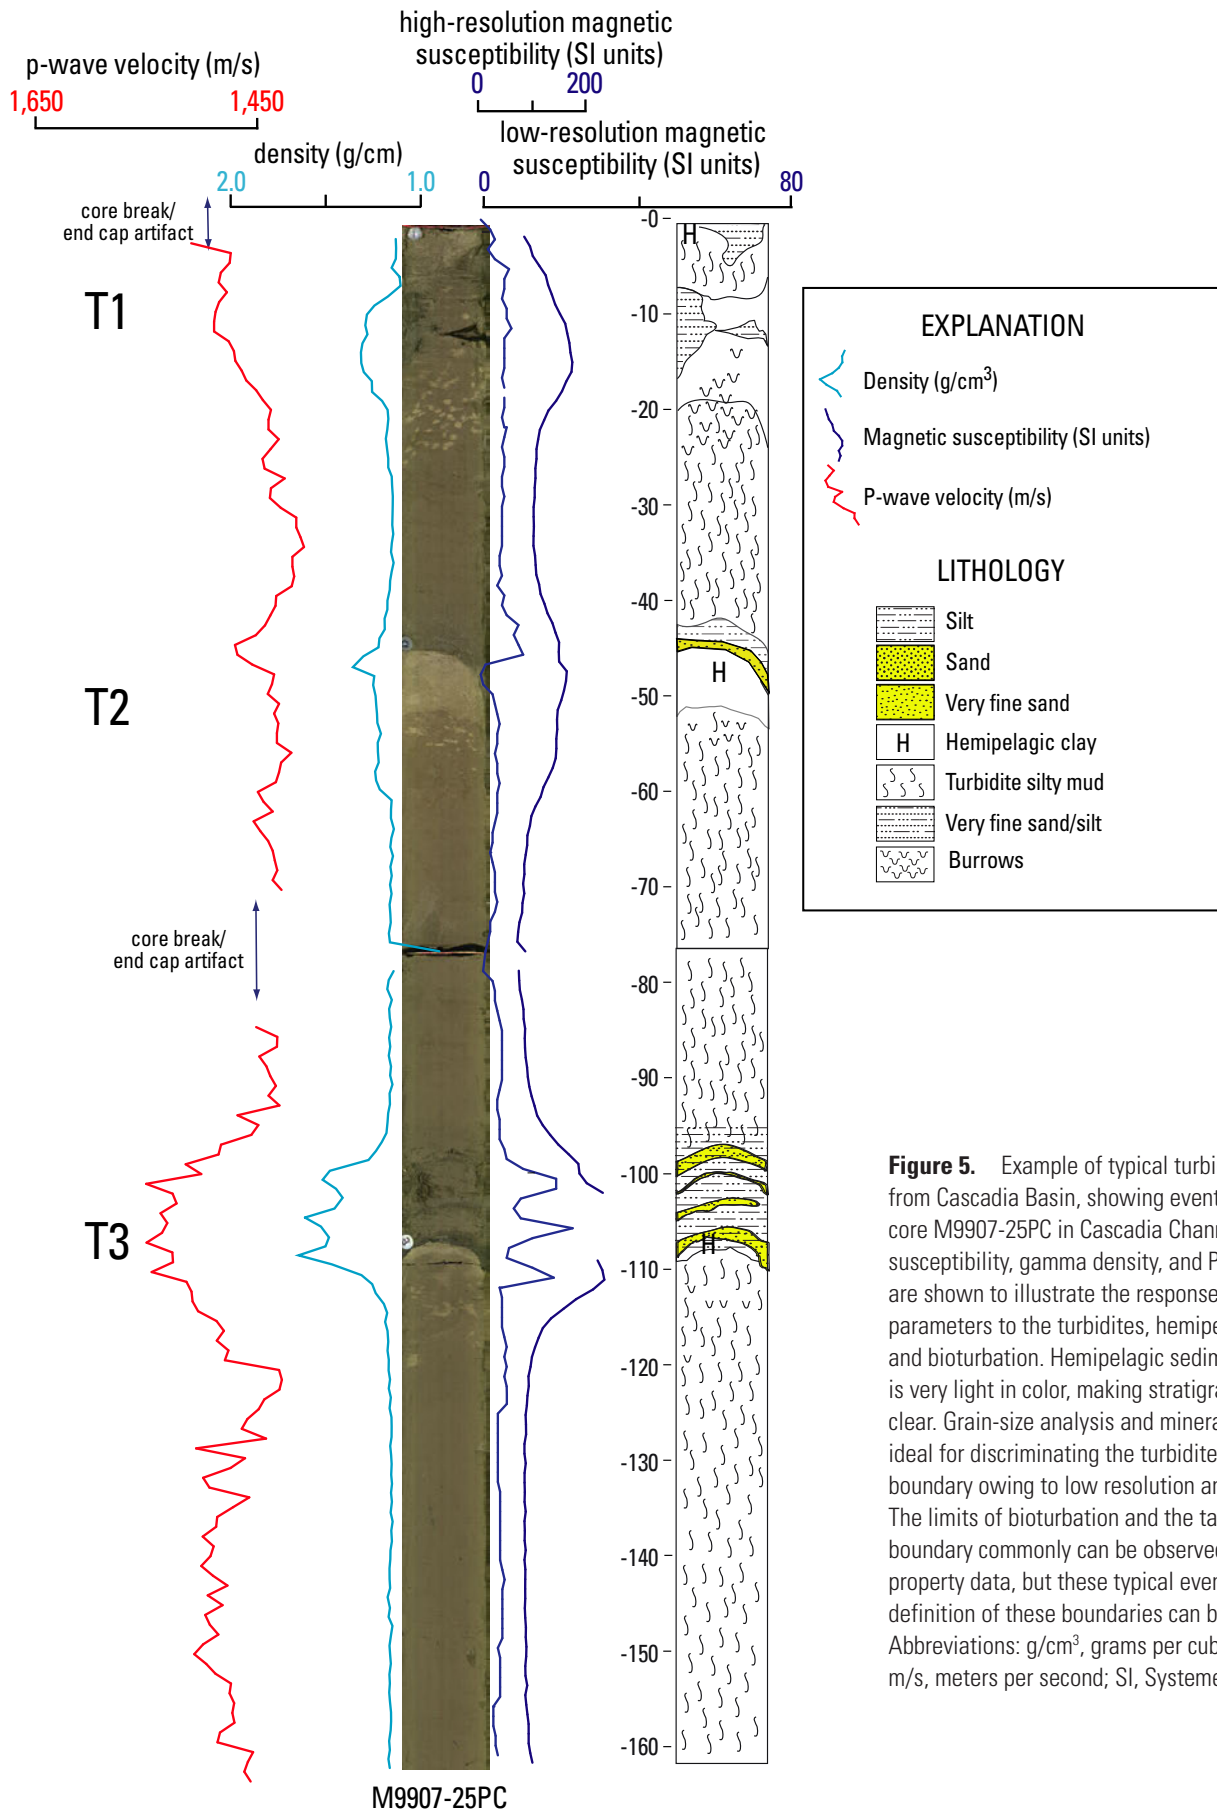 high-resolution magnetic
susceptibility (SI units)
p-wave velocity (m/s)
0 200
1,650 1,450
low-resolution magnetic
susceptibility (SI units)
density (g/cm)
2.0 1.0 0 80
core break/
end cap artifact
T1
T2
core break/
end cap artifact
T3
-0
-10
-20
-30
-40
-50
-60
-70
-80
-90
-100
-110
-120
-130
-140
-150
-160
H
H
H
M9907-25PC
EXPLANATION
Density (g/cm³)
Magnetic susceptibility (SI units)
P-wave velocity (m/s)
LITHOLOGY
Silt
Sand
Very fine sand
H Hemipelagic clay
Turbidite silty mud
Very fine sand/silt
Burrows
Figure 5. Example of typical turbi
from Cascadia Basin, showing event
core M9907-25PC in Cascadia Chann
susceptibility, gamma density, and P
are shown to illustrate the response
parameters to the turbidites, hemipe
and bioturbation. Hemipelagic sedim
is very light in color, making stratigra
clear. Grain-size analysis and minera
ideal for discriminating the turbidite
boundary owing to low resolution an
The limits of bioturbation and the ta
boundary commonly can be observed
property data, but these typical even
definition of these boundaries can b
Abbreviations: g/cm³, grams per cub
m/s, meters per second; SI, Systeme